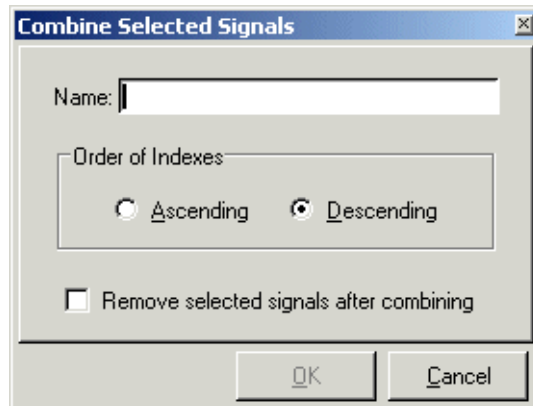 Combine Selected Signals
Name:
Order of Indexes
Ascending Descending
Remove selected signals after combining
OK Cancel